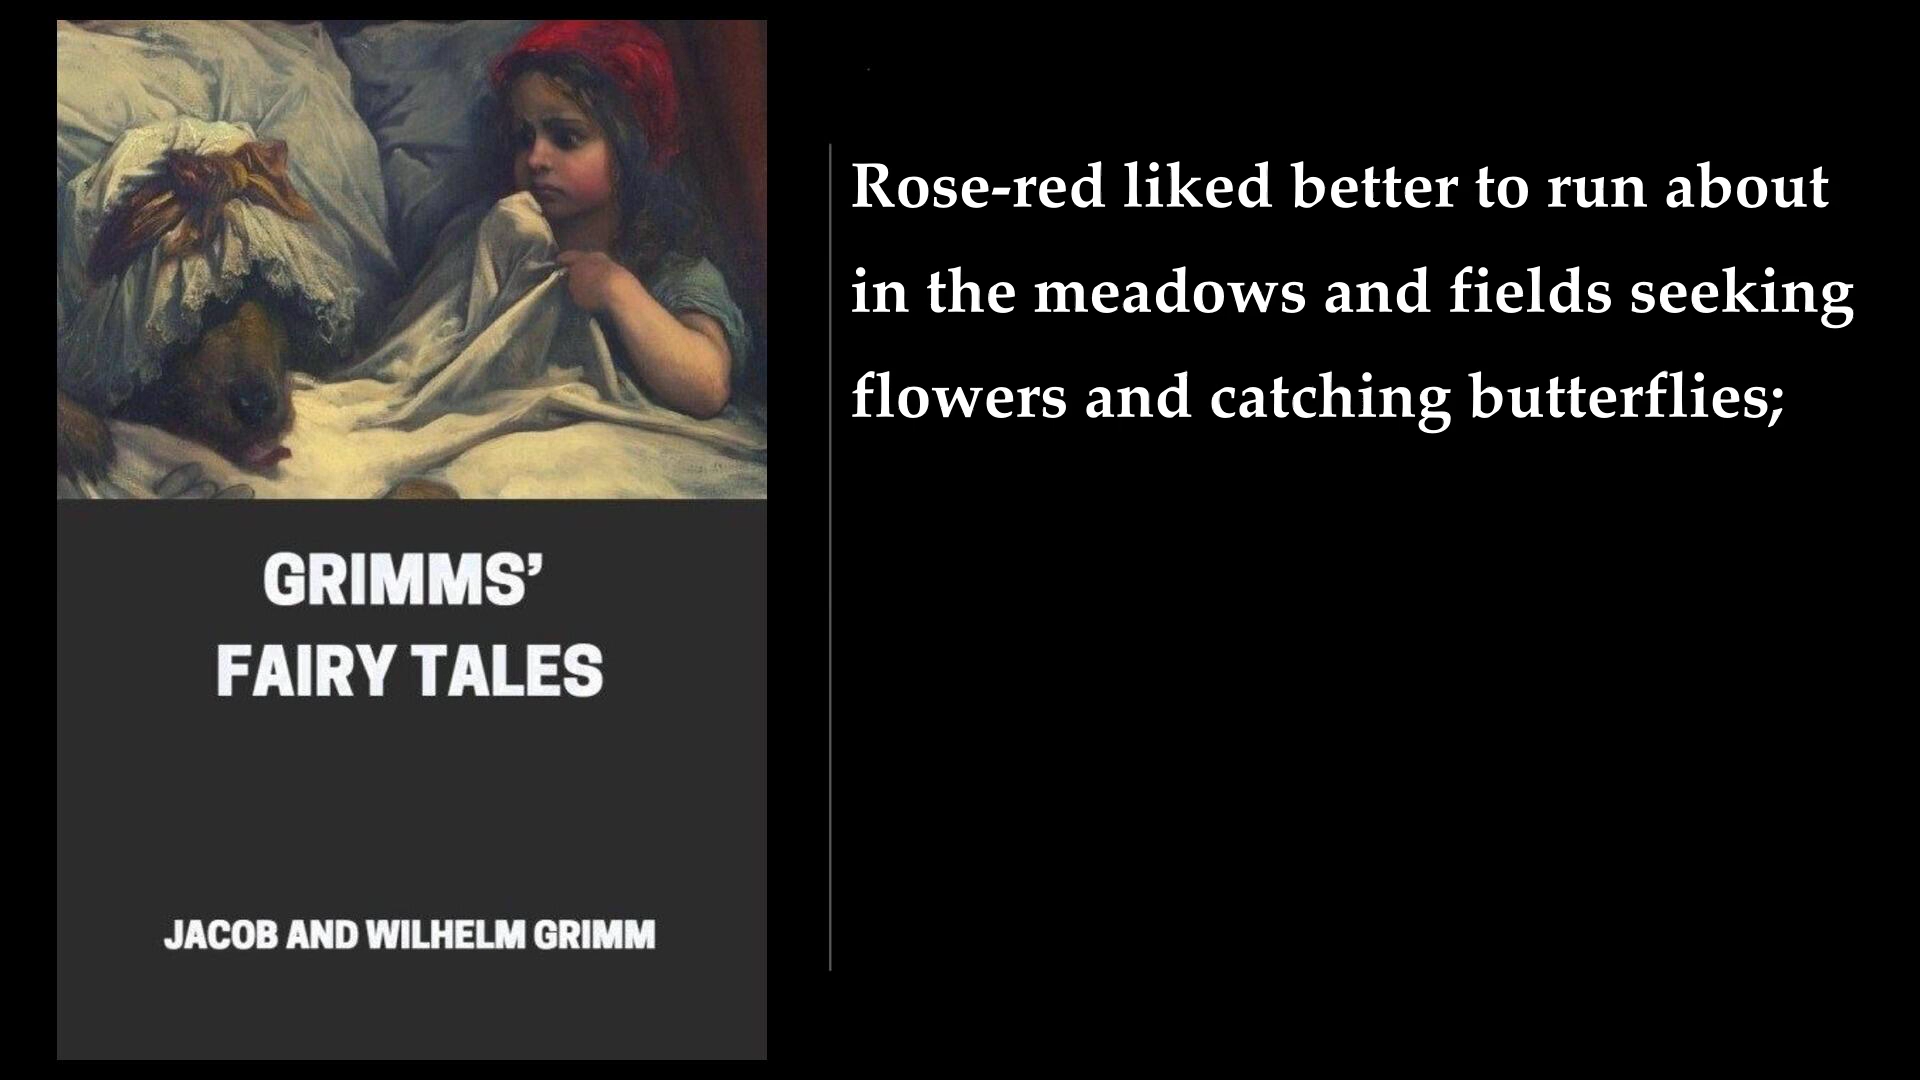 GRIMMS’
FAIRY TALES
JACOB AND WILHELM GRIMM
Rose-red liked better to run about
in the meadows and fields seeking
flowers and catching butterflies;